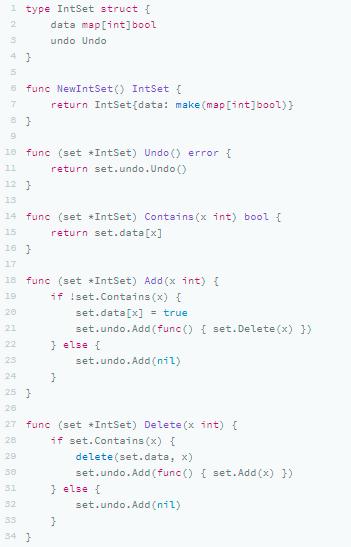 1 type IntSet struct {
2     data map[int]bool
3     undo Undo
4 }
5
6 func NewIntSet() IntSet {
7     return IntSet{data: make(map[int]bool)}
8 }
9
10 func (set *IntSet) Undo() error {
11     return set.undo.Undo()
12 }
13
14 func (set *IntSet) Contains(x int) bool {
15     return set.data[x]
16 }
17
18 func (set *IntSet) Add(x int) {
19     if !set.Contains(x) {
20         set.data[x] = true
21         set.undo.Add(func() { set.Delete(x) })
22     } else {
23         set.undo.Add(nil)
24     }
25 }
26
27 func (set *IntSet) Delete(x int) {
28     if set.Contains(x) {
29         delete(set.data, x)
30         set.undo.Add(func() { set.Add(x) })
31     } else {
32         set.undo.Add(nil)
33     }
34 }